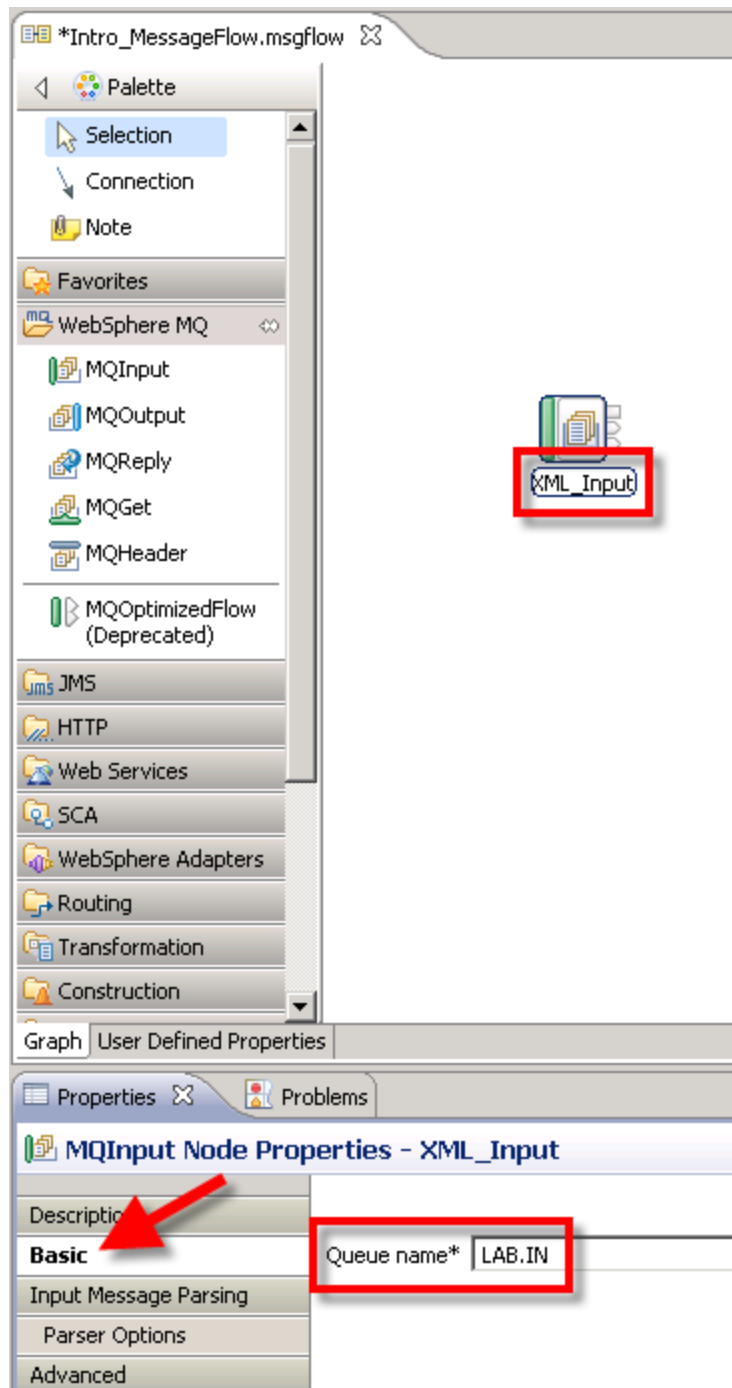 *Intro_MessageFlow.msgflow
Palette
Selection
Connection
Note
Favorites
WebSphere MQ
MQInput
MQOutput
MQReply
MQGet
MQHeader
MQOptimizedFlow
(Deprecated)
JMS
HTTP
Web Services
SCA
WebSphere Adapters
Routing
Transformation
Construction
XML_Input
Graph User Defined Properties
Properties Problems
MQInput Node Properties - XML_Input
Descriptio
Basic
Queue name* LAB.IN
Input Message Parsing
Parser Options
Advanced